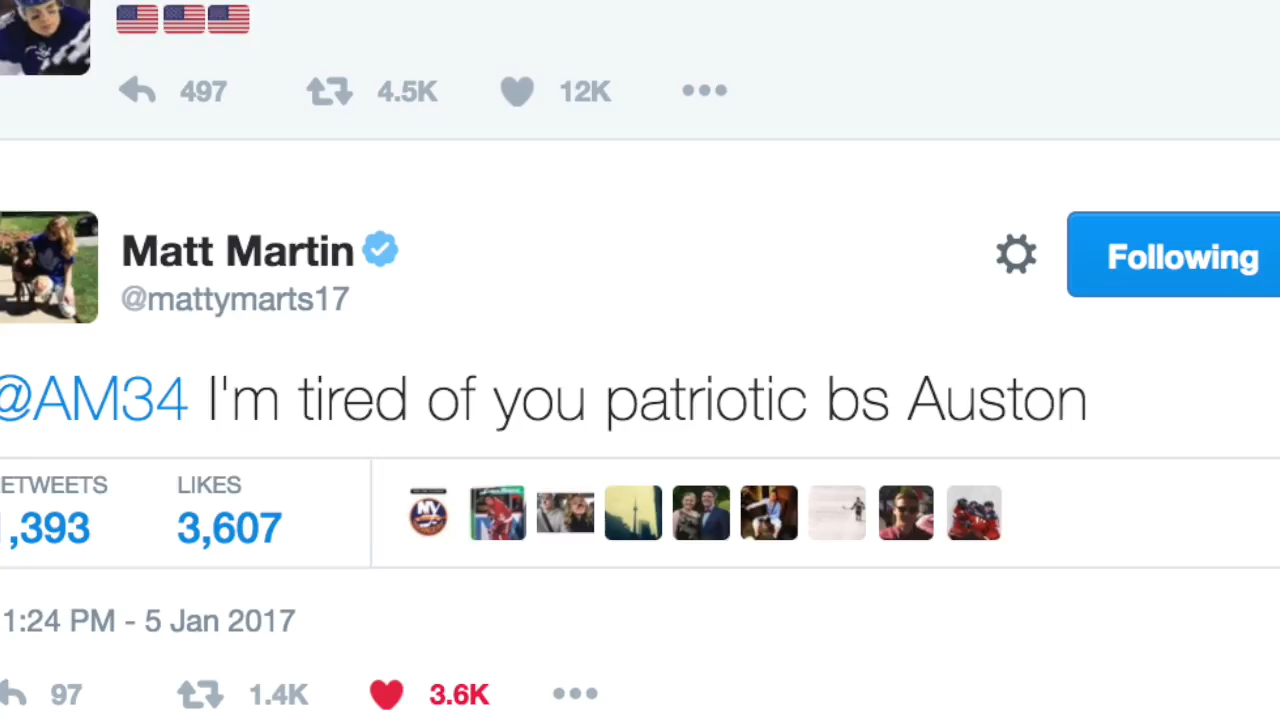 497 4.5K 12K
Matt Martin
@mattymarts17
Following
@AM34 I'm tired of you patriotic bs Auston
ETWEETS LIKES
,393 3,607
NY
1:24 PM - 5 Jan 2017
97 1.4K 3.6K